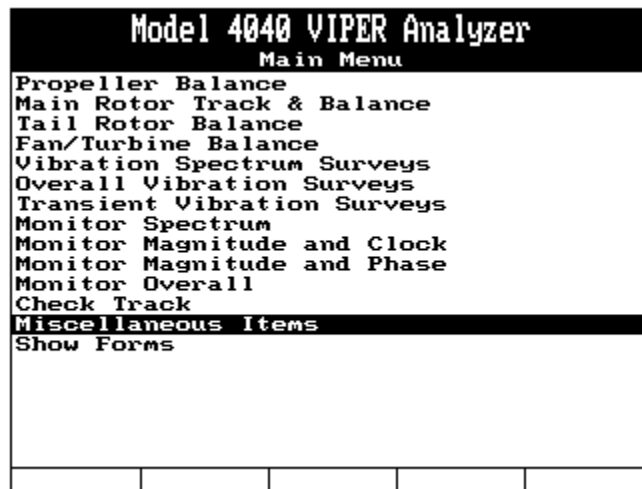 Model 4040 VIPER Analyzer
Main Menu
Propeller Balance
Main Rotor Track & Balance
Tail Rotor Balance
Fan/Turbine Balance
Vibration Spectrum Surveys
Overall Vibration Surveys
Transient Vibration Surveys
Monitor Spectrum
Monitor Magnitude and Clock
Monitor Magnitude and Phase
Monitor Overall
Check Track
Miscellaneous Items
Show Forms